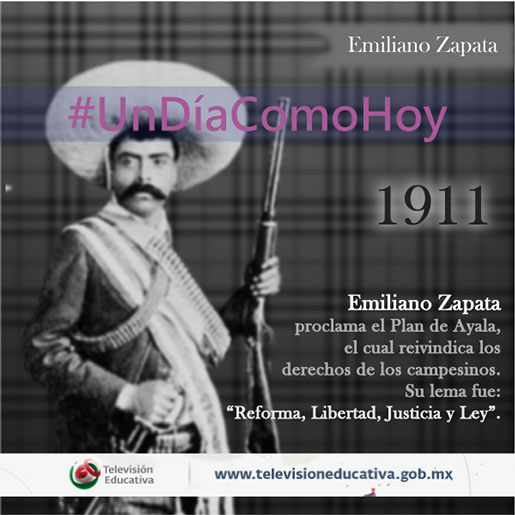 Emiliano Zapata
#UnDíaComoHoy
1911
Emiliano Zapata
proclama el Plan de Ayala,
el cual reivindica los
derechos de los campesinos.
Su lema fue:
“Reforma, Libertad, Justicia y Ley”.
Televisión
Educativa
www.televisioneducativa.gob.mx